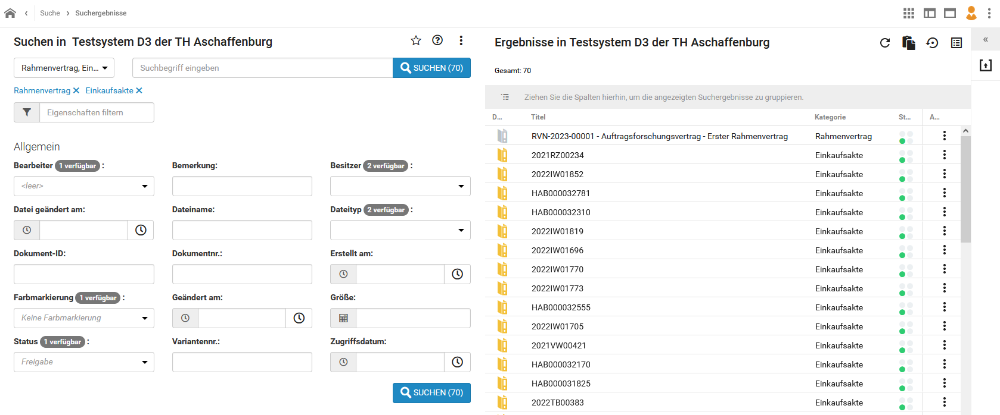 Suche
Suchergebnisse
Suchen in Testsystem D3 der TH Aschaffenburg
Rahmenvertrag, Ein...
Suchbegriff eingeben
SUCHEN (70)
Rahmenvertrag
Einkaufsakte
Eigenschaften filtern
Allgemein
Bearbeiter 1 verfügbar :
Bemerkung:
Besitzer 2 verfügbar :
<leer>
Datei geändert am:
Dateiname:
Dateityp 2 verfügbar :
Dokument-ID:
Dokumentnr.:
Erstellt am:
Farbmarkierung 1 verfügbar :
Geändert am:
Größe:
Keine Farbmarkierung
Status 1 verfügbar :
Variantennr.:
Zugriffsdatum:
Freigabe
SUCHEN (70)
Ergebnisse in Testsystem D3 der TH Aschaffenburg
Gesamt: 70
Ziehen Sie die Spalten hierhin, um die angezeigten Suchergebnisse zu gruppieren.
D... Titel Kategorie St... A...
RVN-2023-00001 - Auftragsforschungsvertrag - Erster Rahmenvertrag Rahmenvertrag
2021RZ00234 Einkaufsakte
2022IW01852 Einkaufsakte
HAB000032781 Einkaufsakte
HAB000032310 Einkaufsakte
2022IW01819 Einkaufsakte
2022IW01696 Einkaufsakte
2022IW01770 Einkaufsakte
2022IW01773 Einkaufsakte
HAB000032555 Einkaufsakte
2022IW01705 Einkaufsakte
2021VW00421 Einkaufsakte
HAB000032170 Einkaufsakte
HAB000031825 Einkaufsakte
2022TB00383 Einkaufsakte